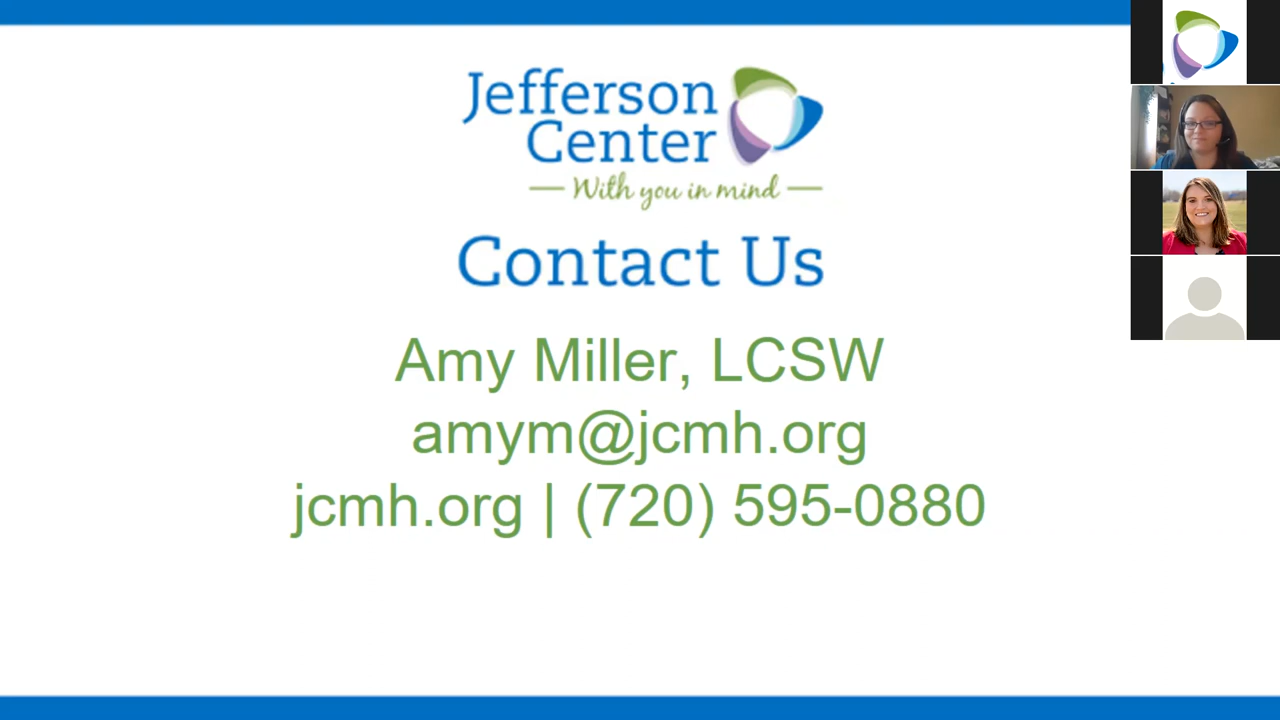 Jefferson
Center
With you in mind
Contact Us
Amy Miller, LCSW
amym@jcmh.org
jcmh.org | (720) 595-0880